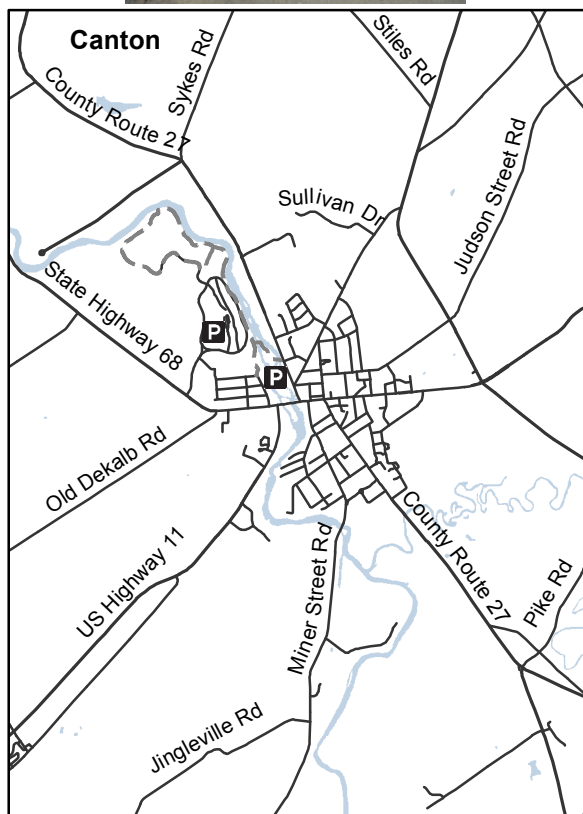 Canton
Stiles Rd
Sykes Rd
County Route 27
Judson Street Rd
Sullivan Dr
State Highway 68
P
P
Old Dekalb Rd
County Route 27
US Highway 11
Miner Street Rd
Pike Rd
Jingleville Rd